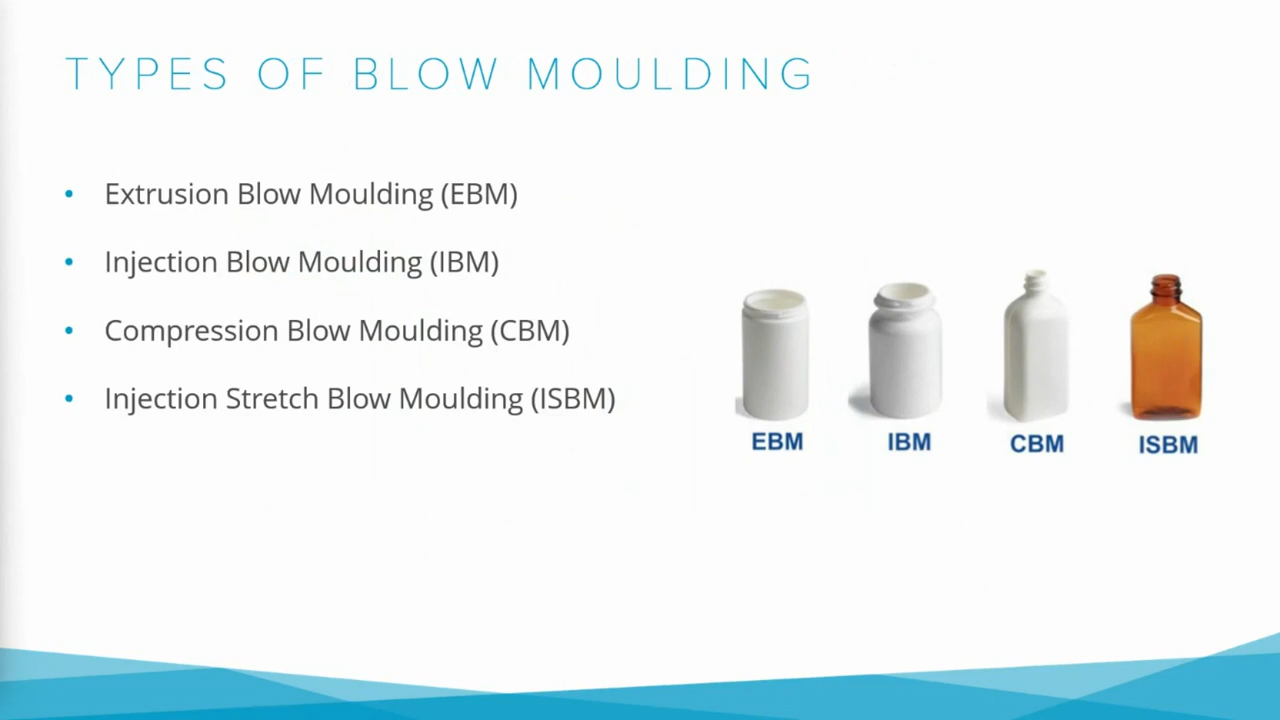 TYPES OF BLOW MOULDING
• Extrusion Blow Moulding (EBM)
• Injection Blow Moulding (IBM)
• Compression Blow Moulding (CBM)
• Injection Stretch Blow Moulding (ISBM)
EBM IBM CBM ISBM